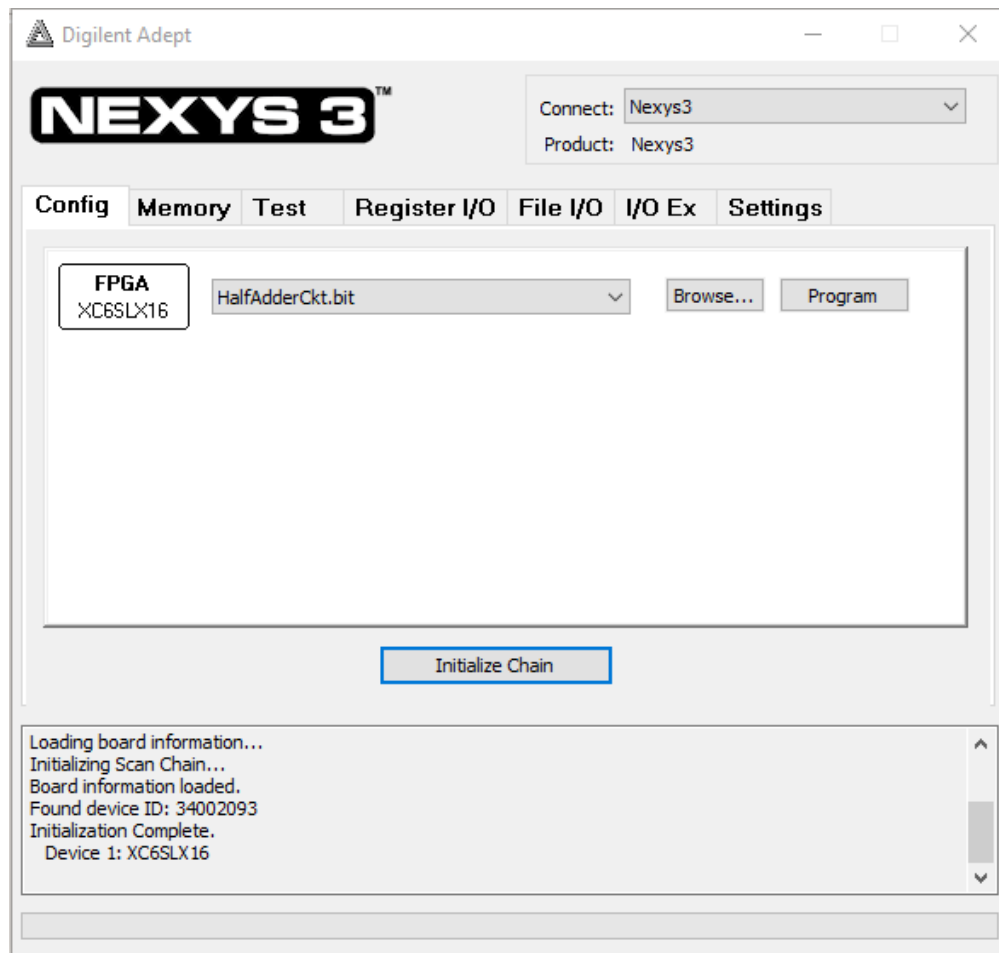 Digilent Adept
NEXYS 3™
Connect: Nexys3
Product: Nexys3
Config Memory Test Register I/O File I/O I/O Ex Settings
FPGA
XC6SLX16
HalfAdderCkt.bit
Browse... Program
Initialize Chain
Loading board information...
Initializing Scan Chain...
Board information loaded.
Found device ID: 34002093
Initialization Complete.
Device 1: XC6SLX16